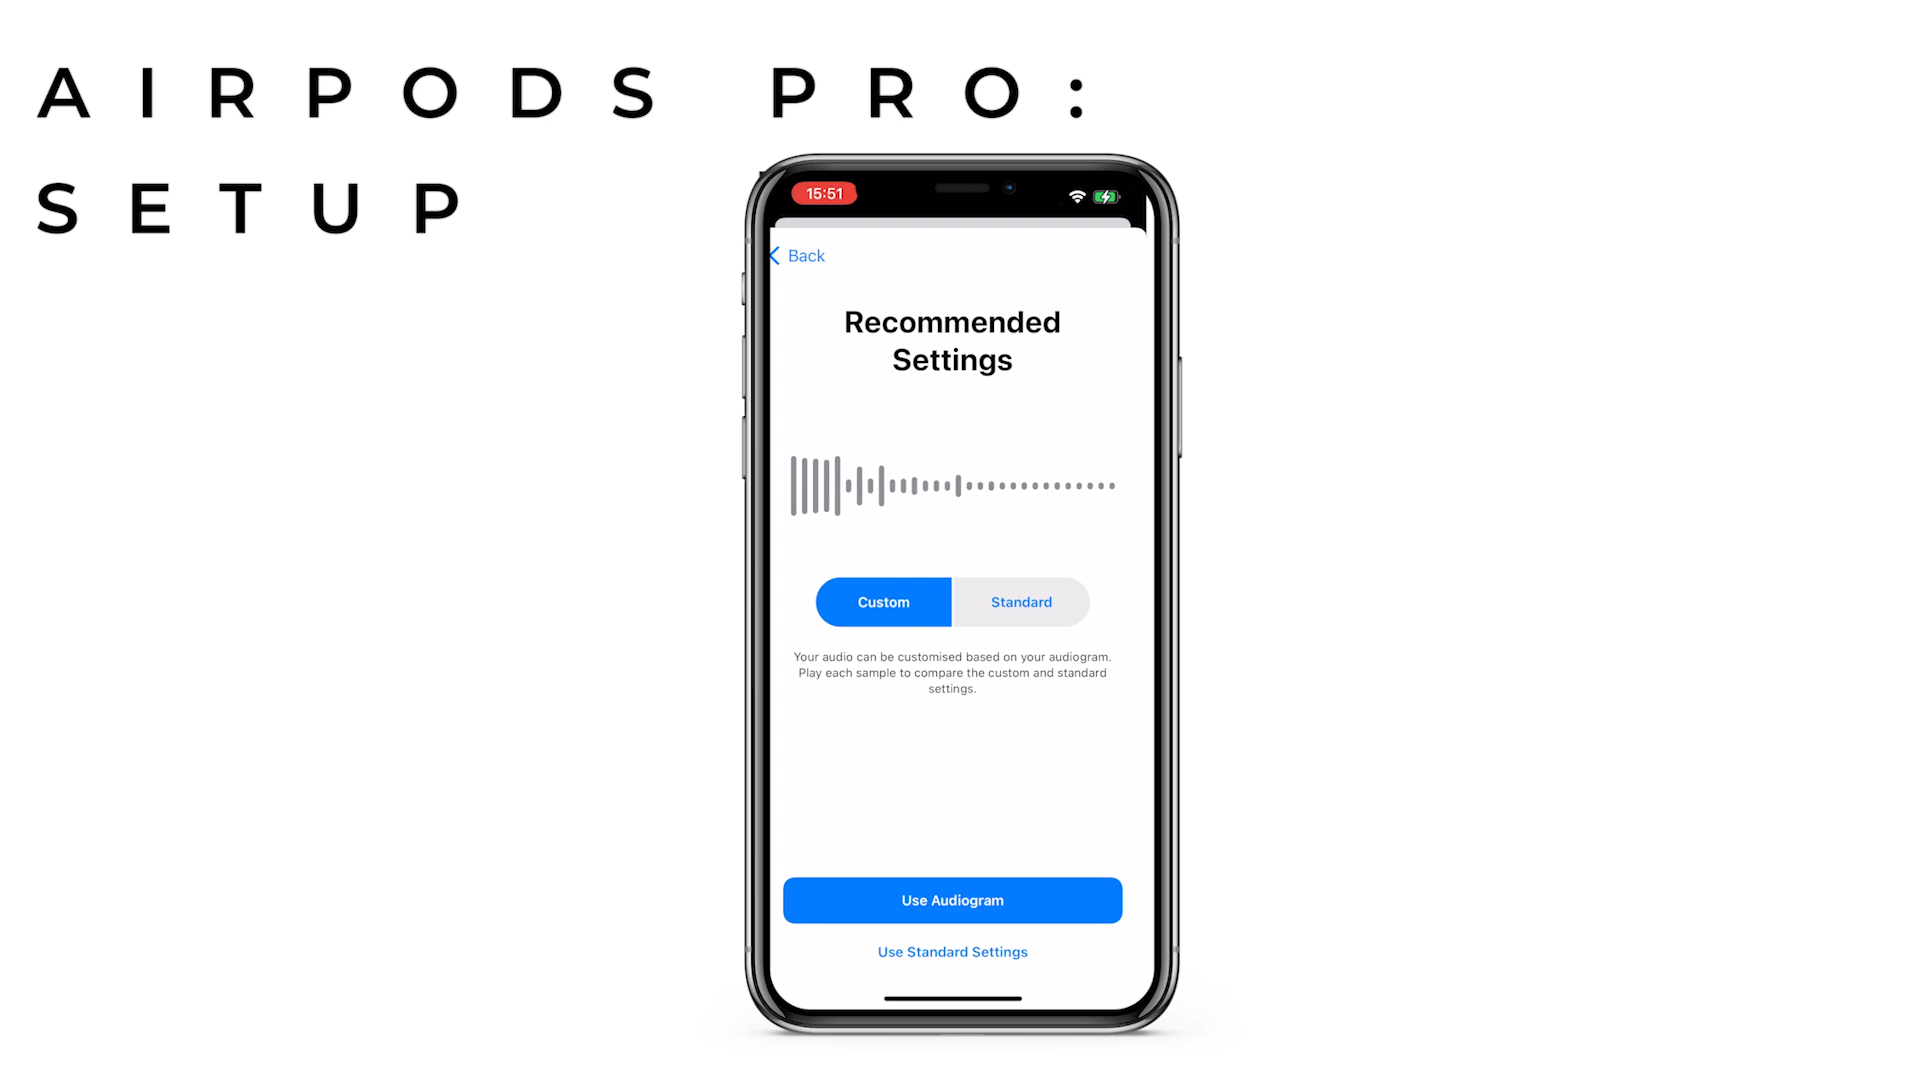 AIRPODS PRO:
SETUP
15:51
Back
Recommended
Settings
Custom
Standard
Your audio can be customised based on your audiogram.
Play each sample to compare the custom and standard
settings.
Use Audiogram
Use Standard Settings